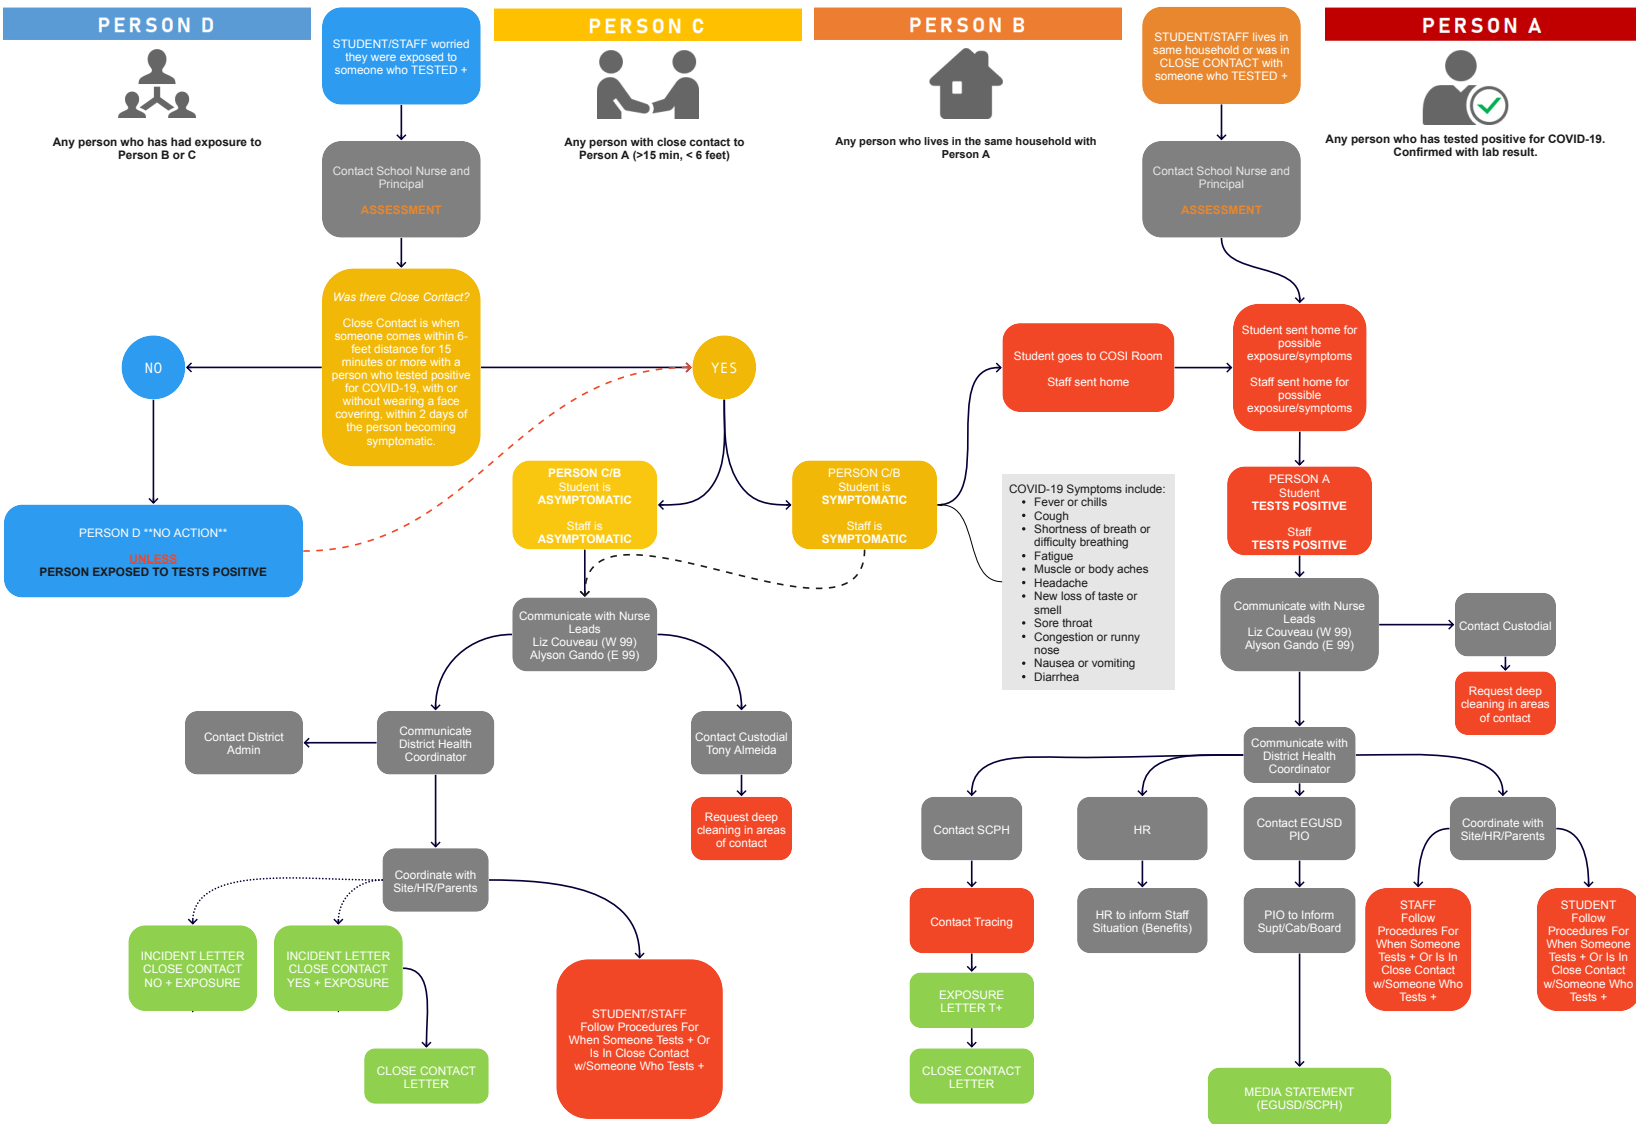 PERSON D
STUDENT/STAFF worried
they were exposed to
someone who TESTED +
PERSON C
PERSON B
STUDENT/STAFF lives in
same household or was in
CLOSE CONTACT with
someone who TESTED +
PERSON A
Any person who has had exposure to
Person B or C
Any person with close contact to
Person A (>15 min, < 6 feet)
Any person who lives in the same household with
Person A
Any person who has tested positive for COVID-19.
Confirmed with lab result.
Contact School Nurse and
Principal
ASSESSMENT
Contact School Nurse and
Principal
ASSESSMENT
Was there Close Contact?
Close Contact is when
someone comes within 6-
feet distance for 15
minutes or more with a
person who tested positive
for COVID-19, with or
without wearing a face
covering, within 2 days of
the person becoming
symptomatic.
NO
YES
Student goes to COSI Room
Staff sent home
Student sent home for
possible
exposure/symptoms
Staff sent home for
possible
exposure/symptoms
PERSON D **NO ACTION**
UNLESS
PERSON EXPOSED TO TESTS POSITIVE
PERSON C/B
Student is
ASYMPTOMATIC
Staff is
ASYMPTOMATIC
PERSON C/B
Student is
SYMPTOMATIC
Staff is
SYMPTOMATIC
COVID-19 Symptoms include:
• Fever or chills
• Cough
• Shortness of breath or
difficulty breathing
• Fatigue
• Muscle or body aches
• Headache
• New loss of taste or
smell
• Sore throat
• Congestion or runny
nose
• Nausea or vomiting
• Diarrhea
PERSON A
Student
TESTS POSITIVE
Staff
TESTS POSITIVE
Communicate with Nurse
Leads
Liz Couveau (W 99)
Alyson Gando (E 99)
Communicate with Nurse
Leads
Liz Couveau (W 99)
Alyson Gando (E 99)
Contact Custodial
Request deep
cleaning in areas
of contact
Contact District
Admin
Communicate
District Health
Coordinator
Contact Custodial
Tony Almeida
Request deep
cleaning in areas
of contact
Communicate with
District Health
Coordinator
Contact SCPH
HR
Contact EGUSD
PIO
Coordinate with
Site/HR/Parents
Coordinate with
Site/HR/Parents
Contact Tracing
HR to inform Staff
Situation (Benefits)
PIO to Inform
Supt/Cab/Board
STAFF
Follow
Procedures For
When Someone
Tests + Or Is In
Close Contact
w/Someone Who
Tests +
STUDENT
Follow
Procedures For
When Someone
Tests + Or Is In
Close Contact
w/Someone Who
Tests +
INCIDENT LETTER
CLOSE CONTACT
NO + EXPOSURE
INCIDENT LETTER
CLOSE CONTACT
YES + EXPOSURE
STUDENT/STAFF
Follow Procedures For
When Someone Tests + Or
Is In Close Contact
w/Someone Who Tests +
EXPOSURE
LETTER T+
CLOSE CONTACT
LETTER
CLOSE CONTACT
LETTER
MEDIA STATEMENT
(EGUSD/SCPH)